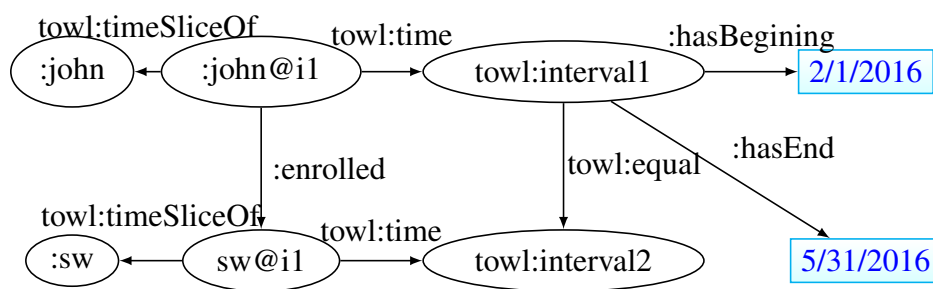 towl:timeSliceOf
towl:time
:hasBegining
:john
:john@i1
towl:interval1
2/1/2016
:enrolled
towl:equal
:hasEnd
towl:timeSliceOf
towl:time
:sw
sw@i1
towl:interval2
5/31/2016